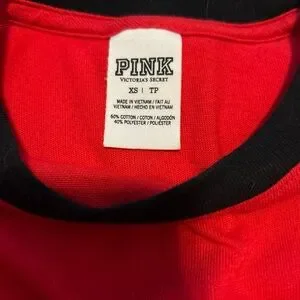 PINK
VICTORIA'S SECRET
XS | TP
MADE IN VIETNAM / FAIT AU
VIETNAM / HECHO EN VIETNAM
60% COTTON / COTON / ALGODÓN
40% POLYESTER / POLIÉSTER